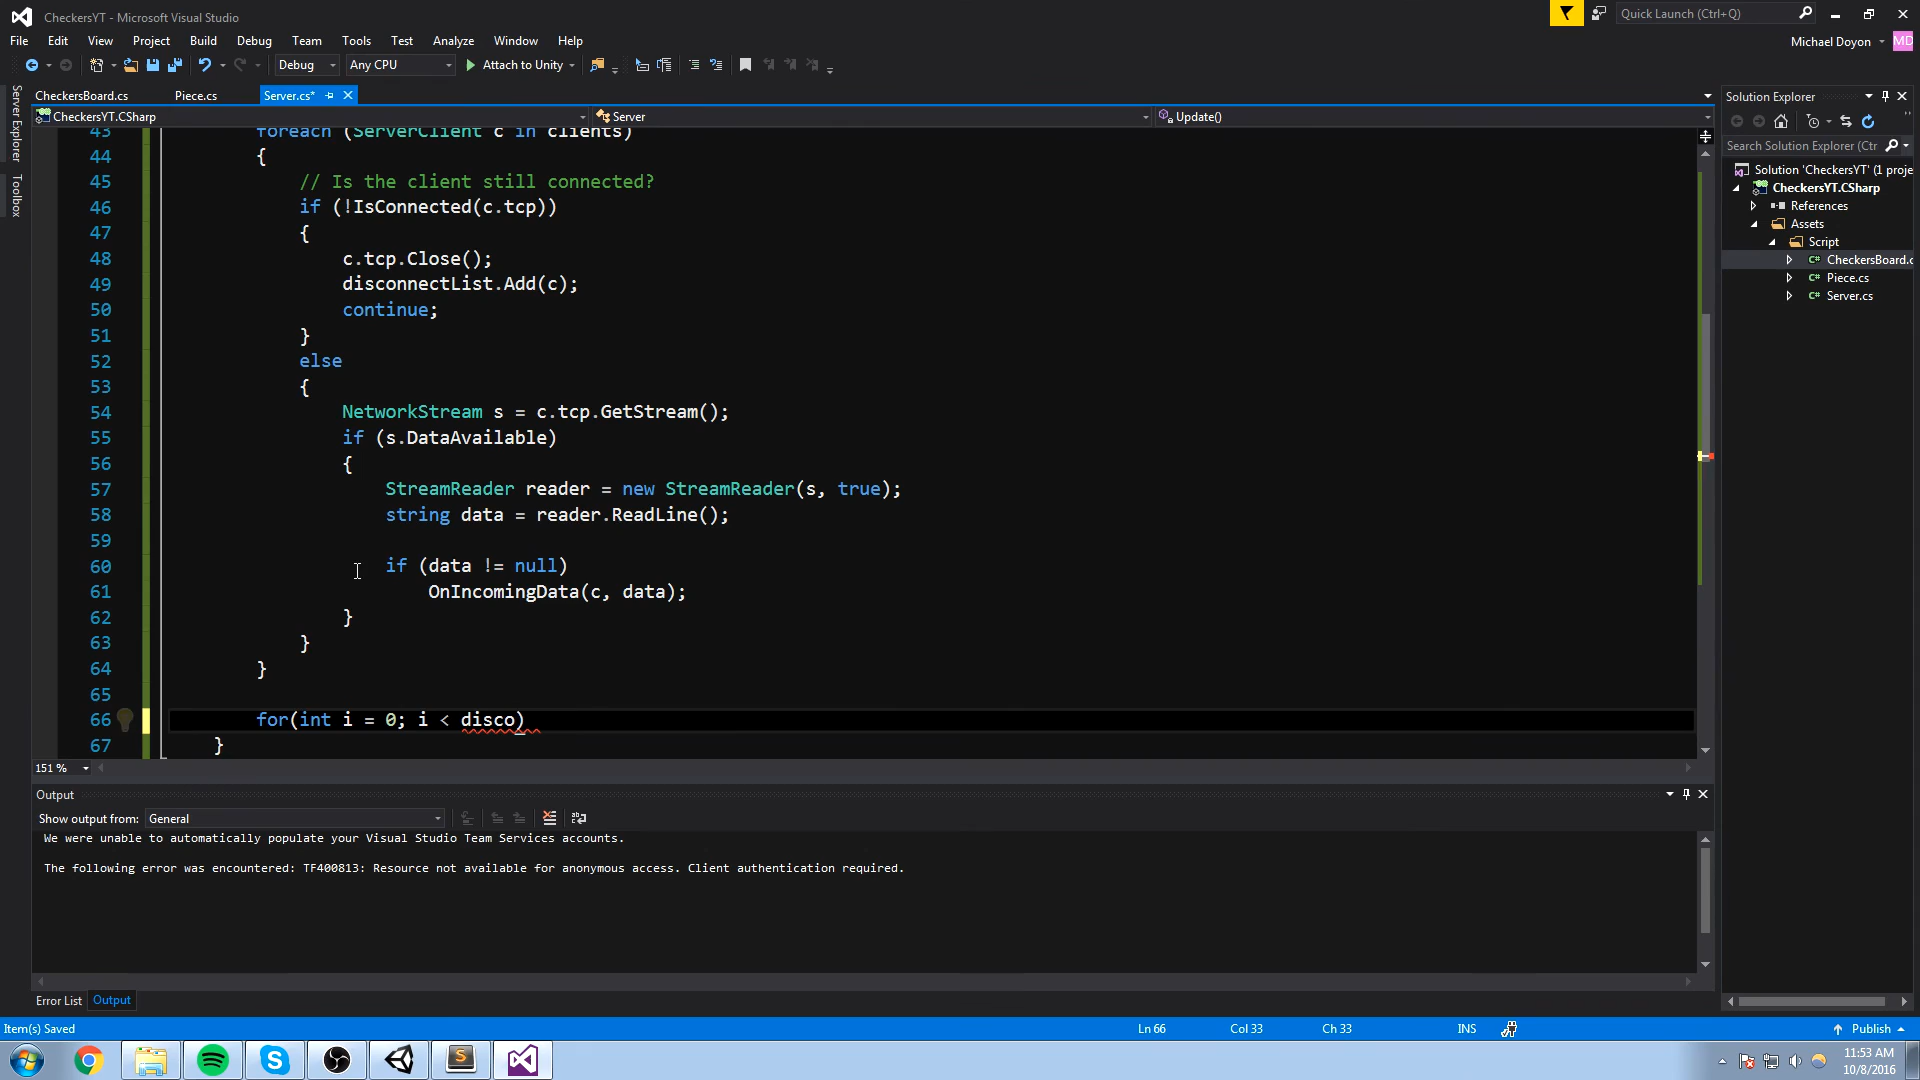 CheckersYT - Microsoft Visual Studio
Quick Launch (Ctrl+Q)
File Edit View Project Build Debug Team Tools Test Analyze Window Help
Michael Doyon MD
Debug Any CPU Attach to Unity
Server Explorer
Toolbox
CheckersBoard.cs Piece.cs Server.cs*
CheckersYT.CSharp Server Update()
43 foreach (ServerClient c in clients)
44 {
45 // Is the client still connected?
46 if (!IsConnected(c.tcp))
47 {
48 c.tcp.Close();
49 disconnectList.Add(c);
50 continue;
51 }
52 else
53 {
54 NetworkStream s = c.tcp.GetStream();
55 if (s.DataAvailable)
56 {
57 StreamReader reader = new StreamReader(s, true);
58 string data = reader.ReadLine();
59
60 if (data != null)
61 OnIncomingData(c, data);
62 }
63 }
64 }
65
66 for(int i = 0; i < disco)
67 }
151 %
Output
Show output from: General
We were unable to automatically populate your Visual Studio Team Services accounts.
The following error was encountered: TF400813: Resource not available for anonymous access. Client authentication required.
Error List Output
Solution Explorer
Search Solution Explorer (Ctr
Solution 'CheckersYT' (1 proje
CheckersYT.CSharp
References
Assets
Script
CheckersBoard.c
Piece.cs
Server.cs
Item(s) Saved Ln 66 Col 33 Ch 33 INS Publish
11:53 AM
10/8/2016